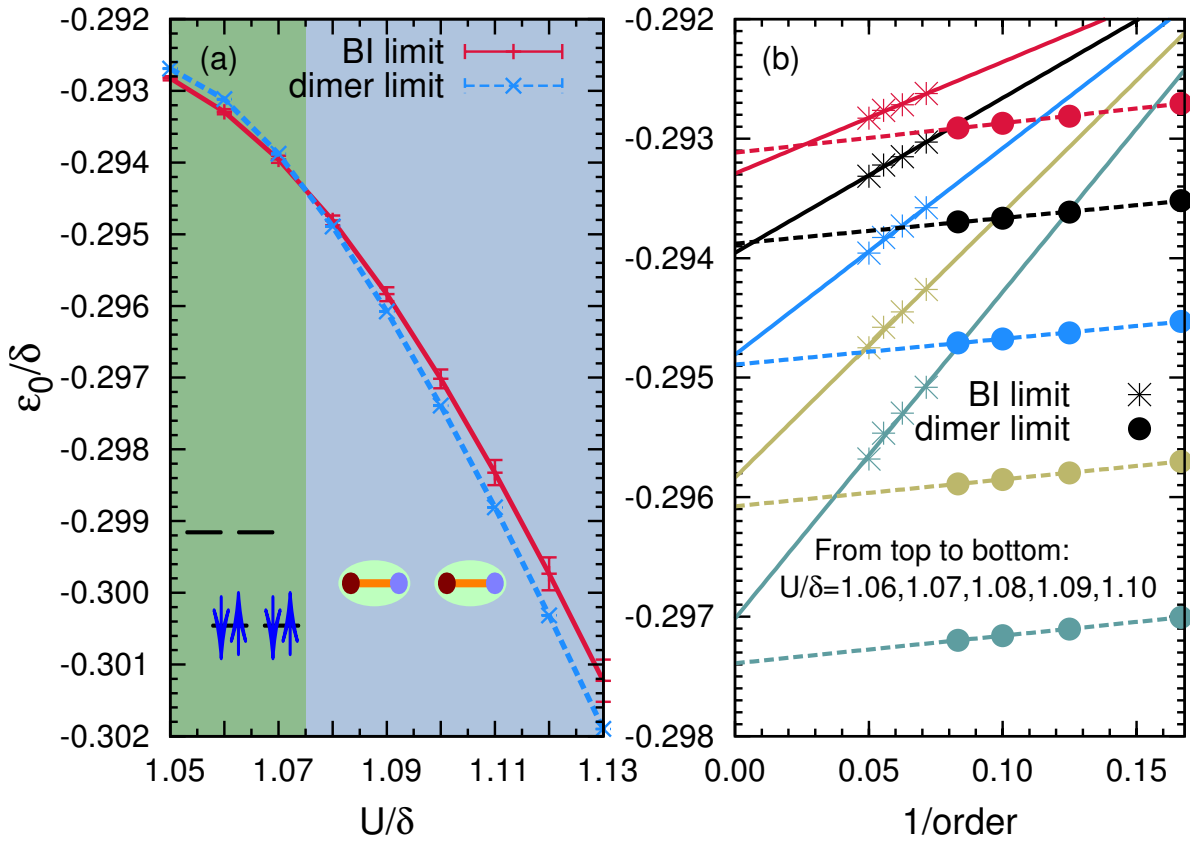 (a)
BI limit
dimer limit
-0.292
-0.293
-0.294
-0.295
-0.296
-0.297
-0.298
-0.299
-0.300
-0.301
-0.302
ε0/δ
1.05
1.07
1.09
1.11
1.13
U/δ
(b)
-0.292
-0.293
-0.294
-0.295
-0.296
-0.297
-0.298
BI limit
dimer limit
From top to bottom:
U/δ=1.06,1.07,1.08,1.09,1.10
0.00
0.05
0.10
0.15
1/order